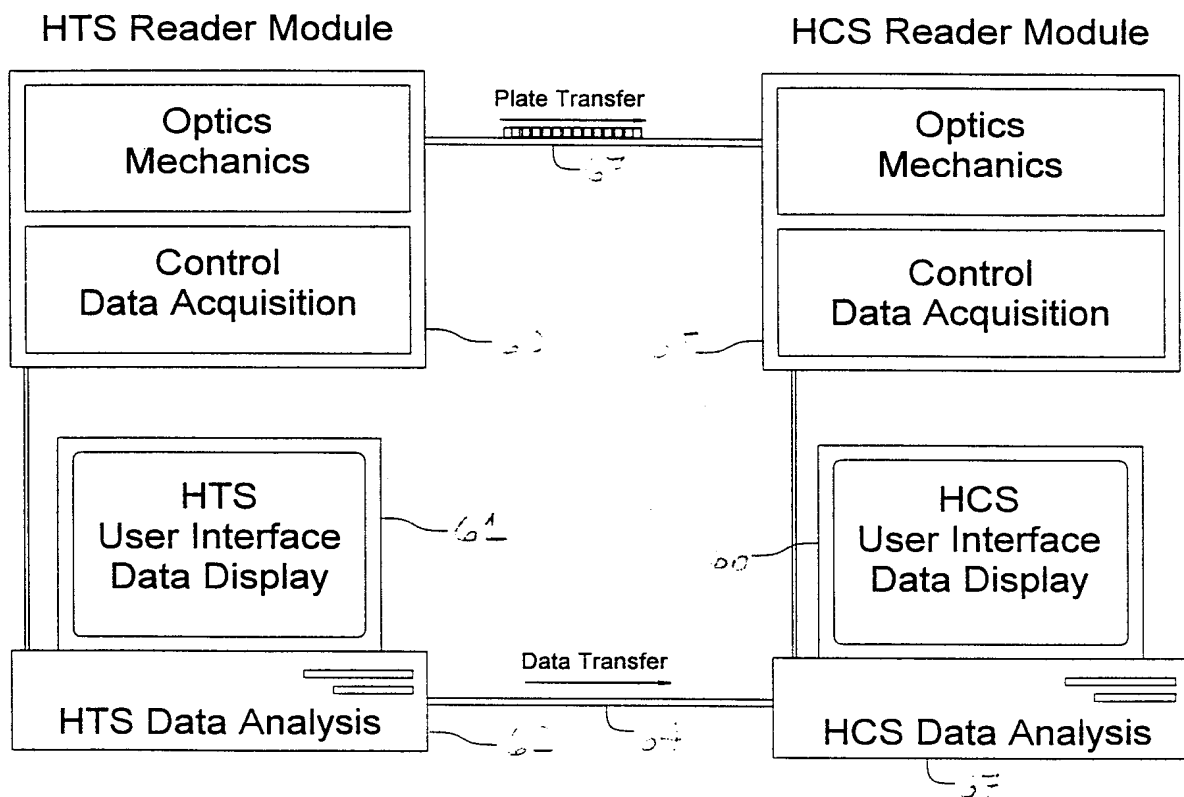 HTS Reader Module
HCS Reader Module
Optics
Mechanics
Plate Transfer
Optics
Mechanics
Control
Data Acquisition
Control
Data Acquisition
HTS
User Interface
Data Display
61
HCS
User Interface
Data Display
Data Transfer
HTS Data Analysis
HCS Data Analysis